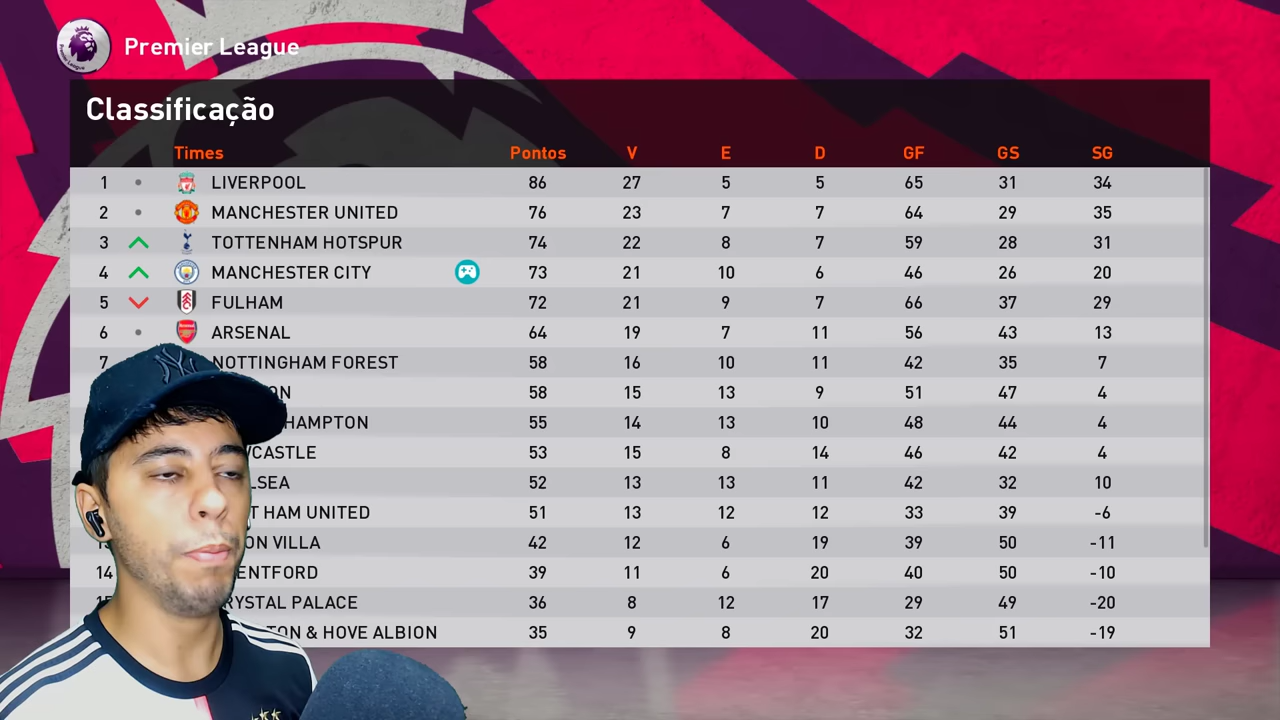 Premier League
Classificação
Times Pontos V E D GF GS SG
1 LIVERPOOL 86 27 5 5 65 31 34
2 MANCHESTER UNITED 76 23 7 7 64 29 35
3 TOTTENHAM HOTSPUR 74 22 8 7 59 28 31
4 MANCHESTER CITY 73 21 10 6 46 26 20
5 FULHAM 72 21 9 7 66 37 29
6 ARSENAL 64 19 7 11 56 43 13
7 NOTTINGHAM FOREST 58 16 10 11 42 35 7
58 15 13 9 51 47 4
55 14 13 10 48 44 4
53 15 8 14 46 42 4
52 13 13 11 42 32 10
HAM UNITED 51 13 12 12 33 39 -6
VILLA 42 12 6 19 39 50 -11
14 39 11 6 20 40 50 -10
PALACE 36 8 12 17 29 49 -20
& HOVE ALBION 35 9 8 20 32 51 -19